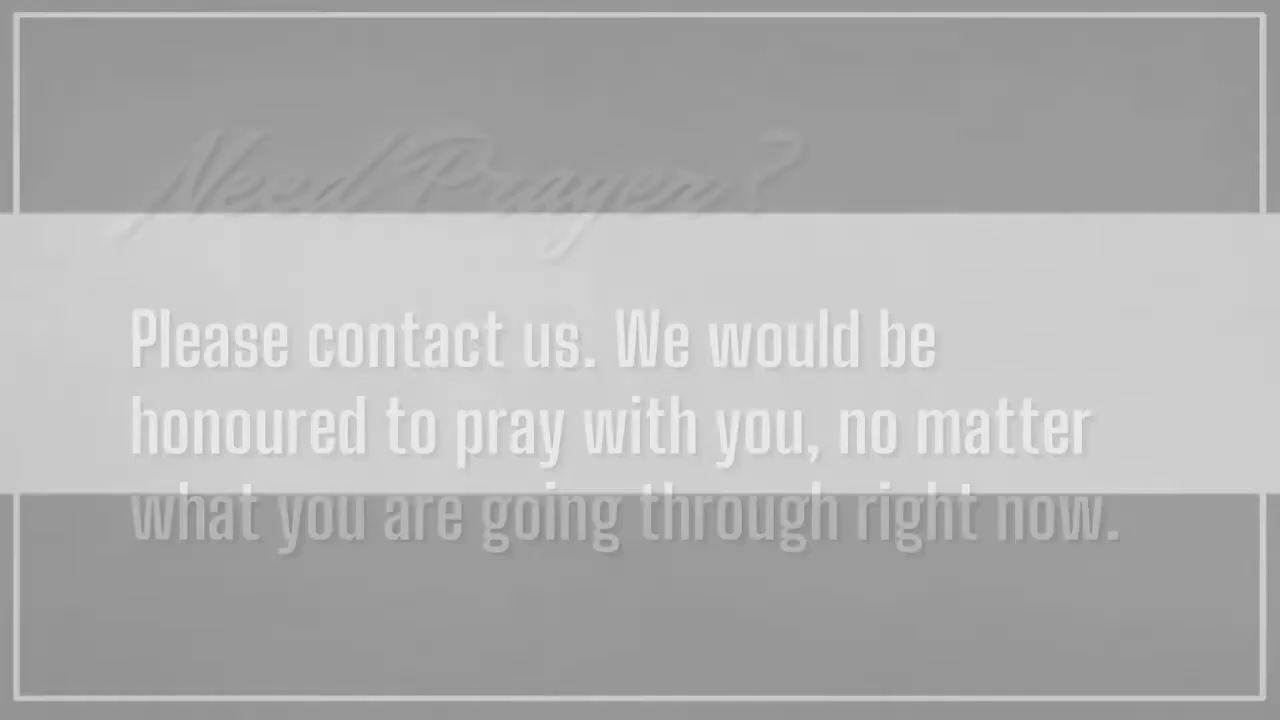 Need Prayer?
Please contact us. We would be
honoured to pray with you, no matter
what you are going through right now.